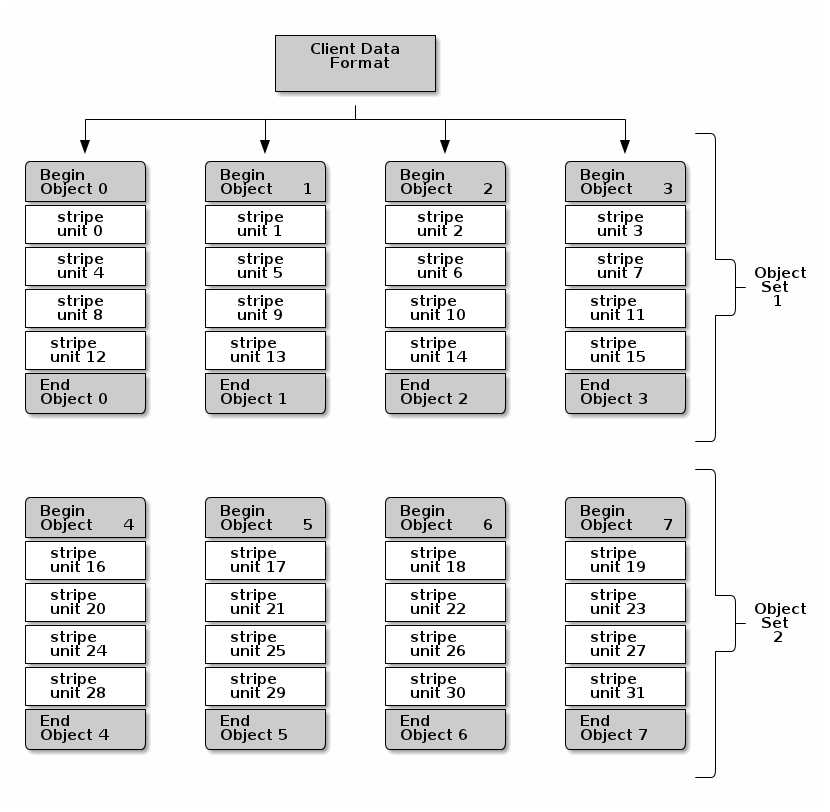 Client Data
Format
Begin
Object 0
stripe
unit 0
stripe
unit 4
stripe
unit 8
stripe
unit 12
End
Object 0
Begin
Object 1
stripe
unit 1
stripe
unit 5
stripe
unit 9
stripe
unit 13
End
Object 1
Begin
Object 2
stripe
unit 2
stripe
unit 6
stripe
unit 10
stripe
unit 14
End
Object 2
Begin
Object 3
stripe
unit 3
stripe
unit 7
stripe
unit 11
stripe
unit 15
End
Object 3
Object
Set
1
Begin
Object 4
stripe
unit 16
stripe
unit 20
stripe
unit 24
stripe
unit 28
End
Object 4
Begin
Object 5
stripe
unit 17
stripe
unit 21
stripe
unit 25
stripe
unit 29
End
Object 5
Begin
Object 6
stripe
unit 18
stripe
unit 22
stripe
unit 26
stripe
unit 30
End
Object 6
Begin
Object 7
stripe
unit 19
stripe
unit 23
stripe
unit 27
stripe
unit 31
End
Object 7
Object
Set
2